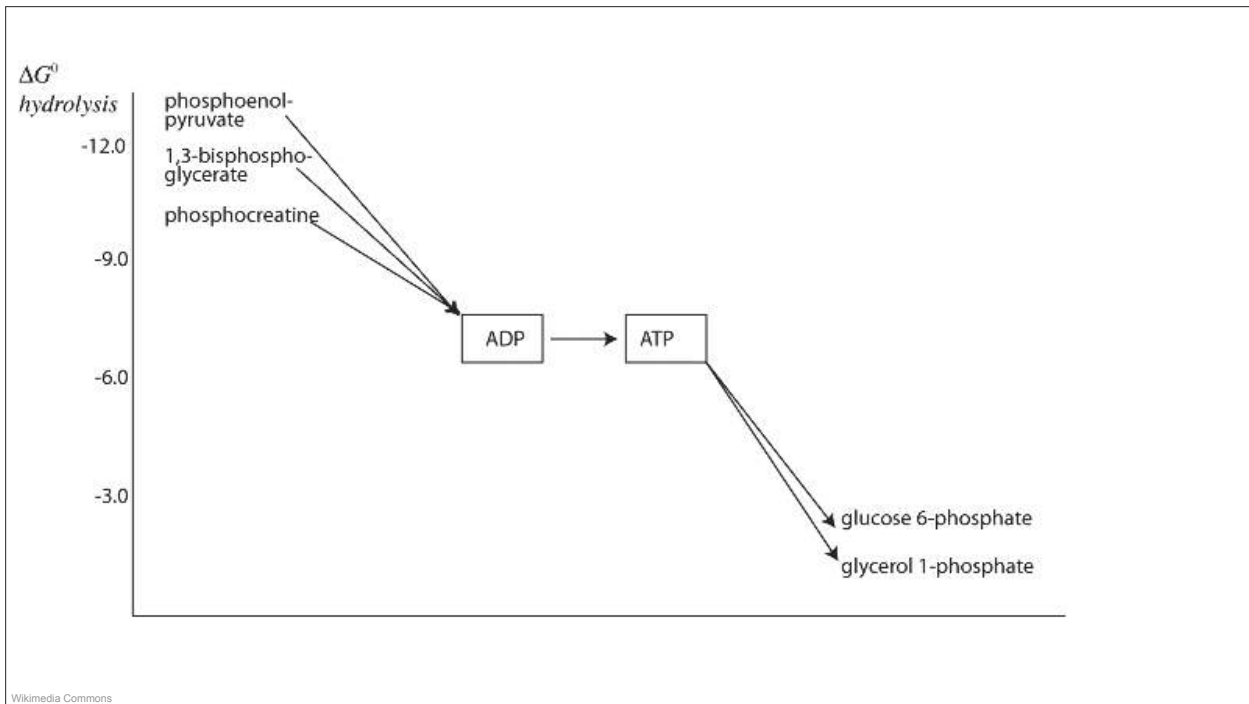 ΔG⁰
hydrolysis
phosphoenol-
pyruvate
-12.0
1,3-bisphospho-
glycerate
phosphocreatine
-9.0
ADP
ATP
-6.0
-3.0
glucose 6-phosphate
glycerol 1-phosphate
Wikimedia Commons